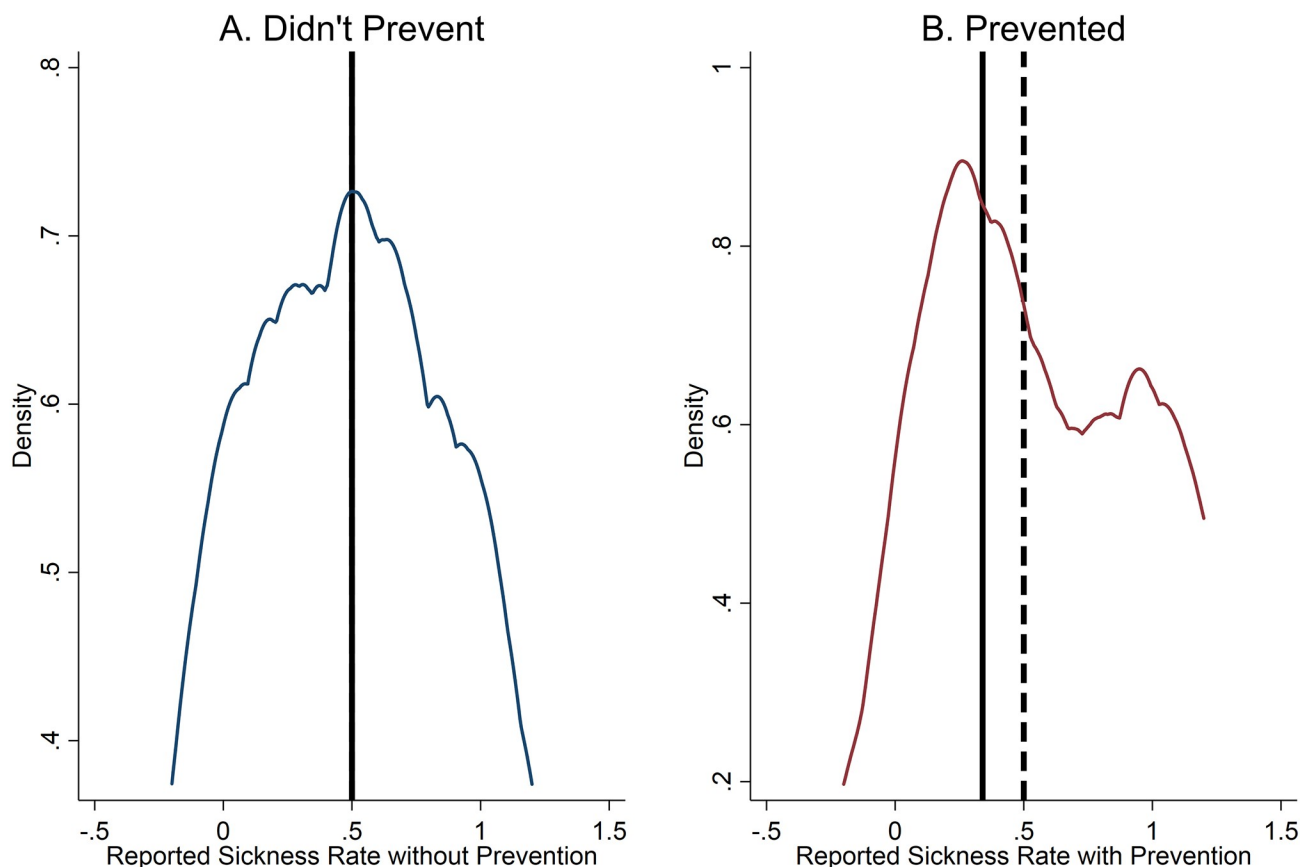 A. Didn't Prevent
.8
.7
.6
.5
.4
Density
-.5 0 .5 1 1.5
Reported Sickness Rate without Prevention
B. Prevented
1
.8
.6
.4
.2
Density
-.5 0 .5 1 1.5
Reported Sickness Rate with Prevention